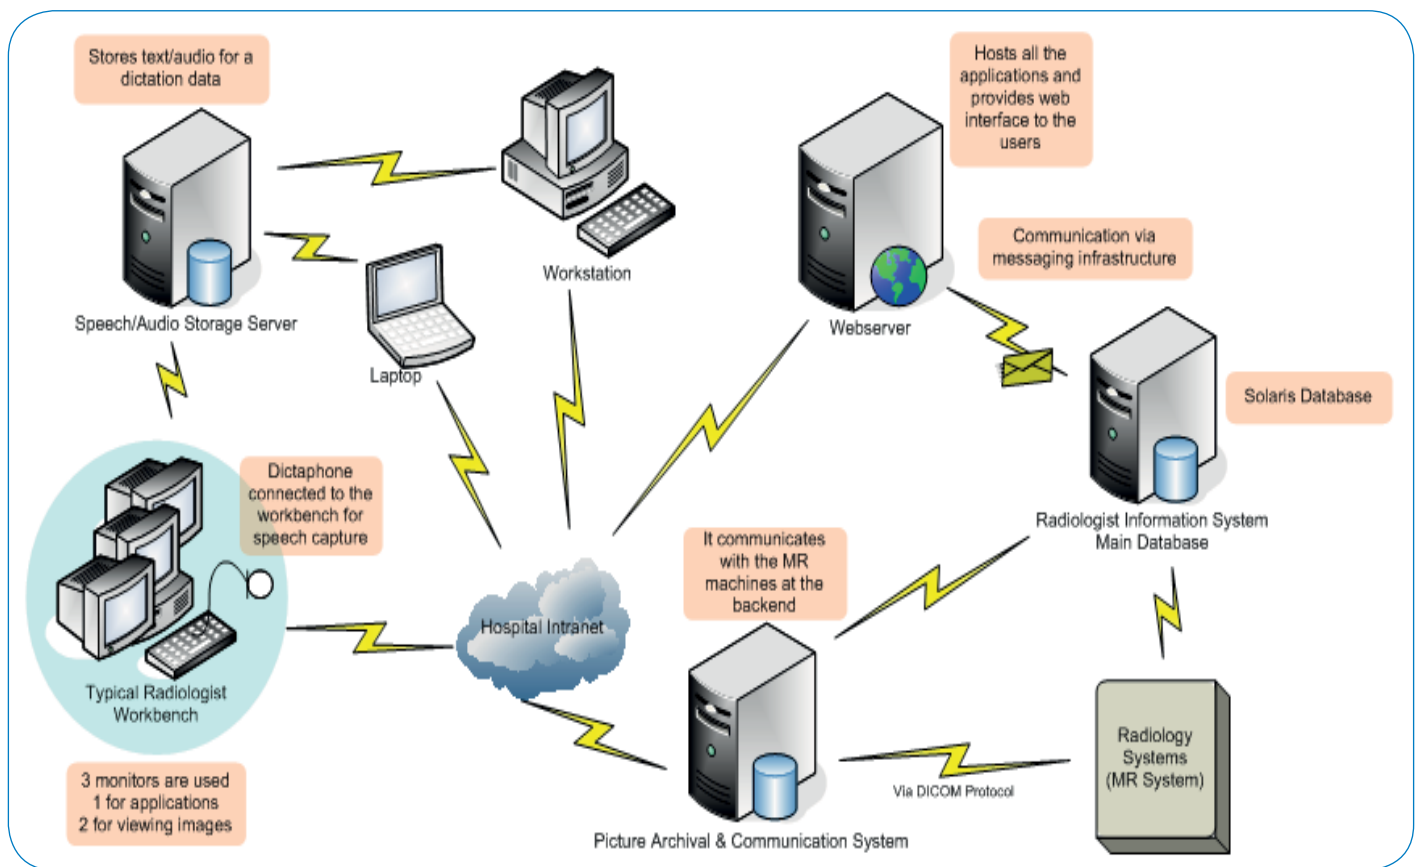 Stores text/audio for a
dictation data
Speech/Audio Storage Server
Workstation
Laptop
Hosts all the
applications and
provides web
interface to the
users
Webserver
Communication via
messaging infrastructure
Solaris Database
Radiologist Information System
Main Database
Dictaphone
connected to the
workbench for
speech capture
Typical Radiologist
Workbench
3 monitors are used
1 for applications
2 for viewing images
Hospital Intranet
It communicates
with the MR
machines at the
backend
Picture Archival & Communication System
Via DICOM Protocol
Radiology
Systems
(MR System)